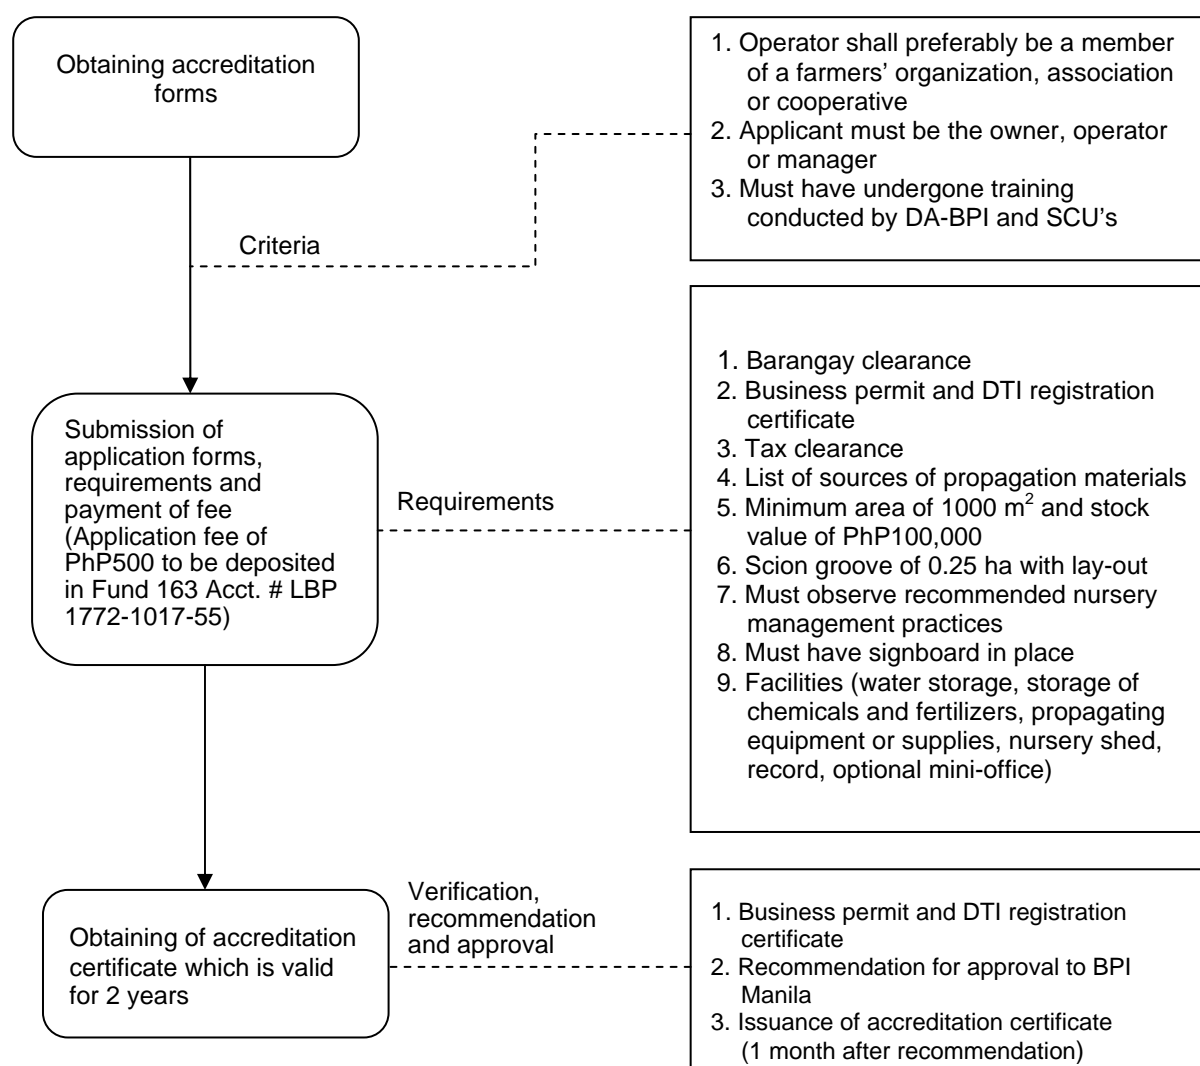 Obtaining accreditation
forms
1. Operator shall preferably be a member
of a farmers’ organization, association
or cooperative
2. Applicant must be the owner, operator
or manager
3. Must have undergone training
conducted by DA-BPI and SCU’s
Criteria
Submission of
application forms,
requirements and
payment of fee
(Application fee of
PhP500 to be deposited
in Fund 163 Acct. # LBP
1772-1017-55)
Requirements
1. Barangay clearance
2. Business permit and DTI registration
certificate
3. Tax clearance
4. List of sources of propagation materials
5. Minimum area of 1000 m² and stock
value of PhP100,000
6. Scion groove of 0.25 ha with lay-out
7. Must observe recommended nursery
management practices
8. Must have signboard in place
9. Facilities (water storage, storage of
chemicals and fertilizers, propagating
equipment or supplies, nursery shed,
record, optional mini-office)
Obtaining of accreditation
certificate which is valid
for 2 years
Verification,
recommendation
and approval
1. Business permit and DTI registration
certificate
2. Recommendation for approval to BPI
Manila
3. Issuance of accreditation certificate
(1 month after recommendation)